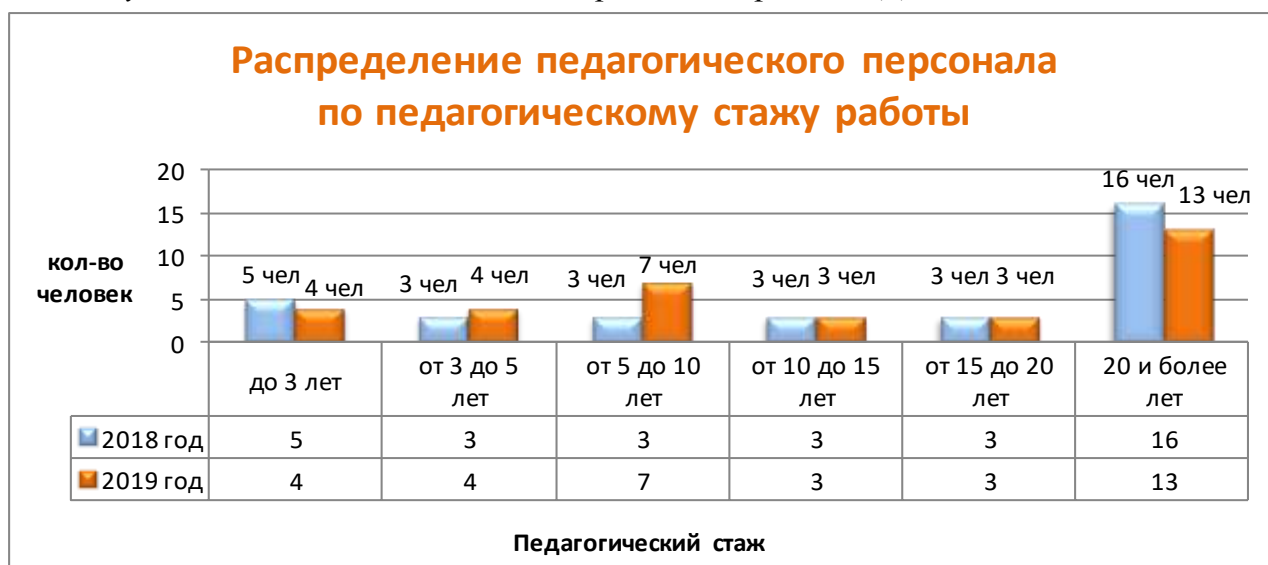 Распределение педагогического персонала
по педагогическому стажу работы
кол-во
человек
20
15
10
5
0
5 чел
4 чел
3 чел
4 чел
3 чел
7 чел
3 чел
3 чел
3 чел
3 чел
16 чел
13 чел
до 3 лет
от 3 до 5
лет
от 5 до 10
лет
от 10 до 15
лет
от 15 до 20
лет
20 и более
лет
2018 год 5 3 3 3 3 16
2019 год 4 4 7 3 3 13
Педагогический стаж